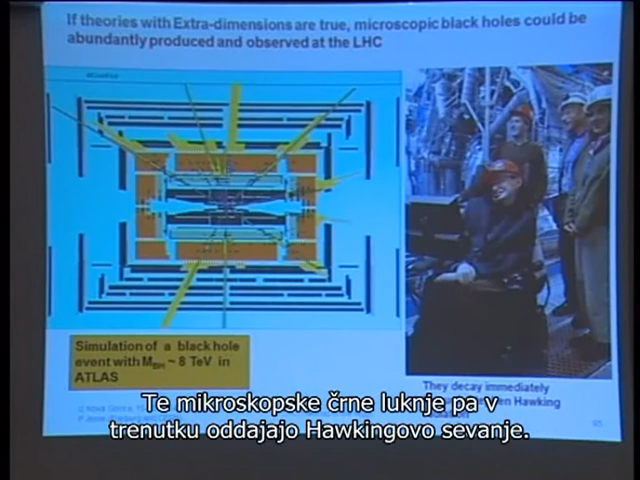 If theories with Extra-dimensions are true, microscopic black holes could be
abundantly produced and observed at the LHC
Simulation of a black hole
event with M_BH ~ 8 TeV in
ATLAS
They decay immediately
Hawking
Te mikroskopske črne luknje pa v
trenutku oddajajo Hawkingovo sevanje.